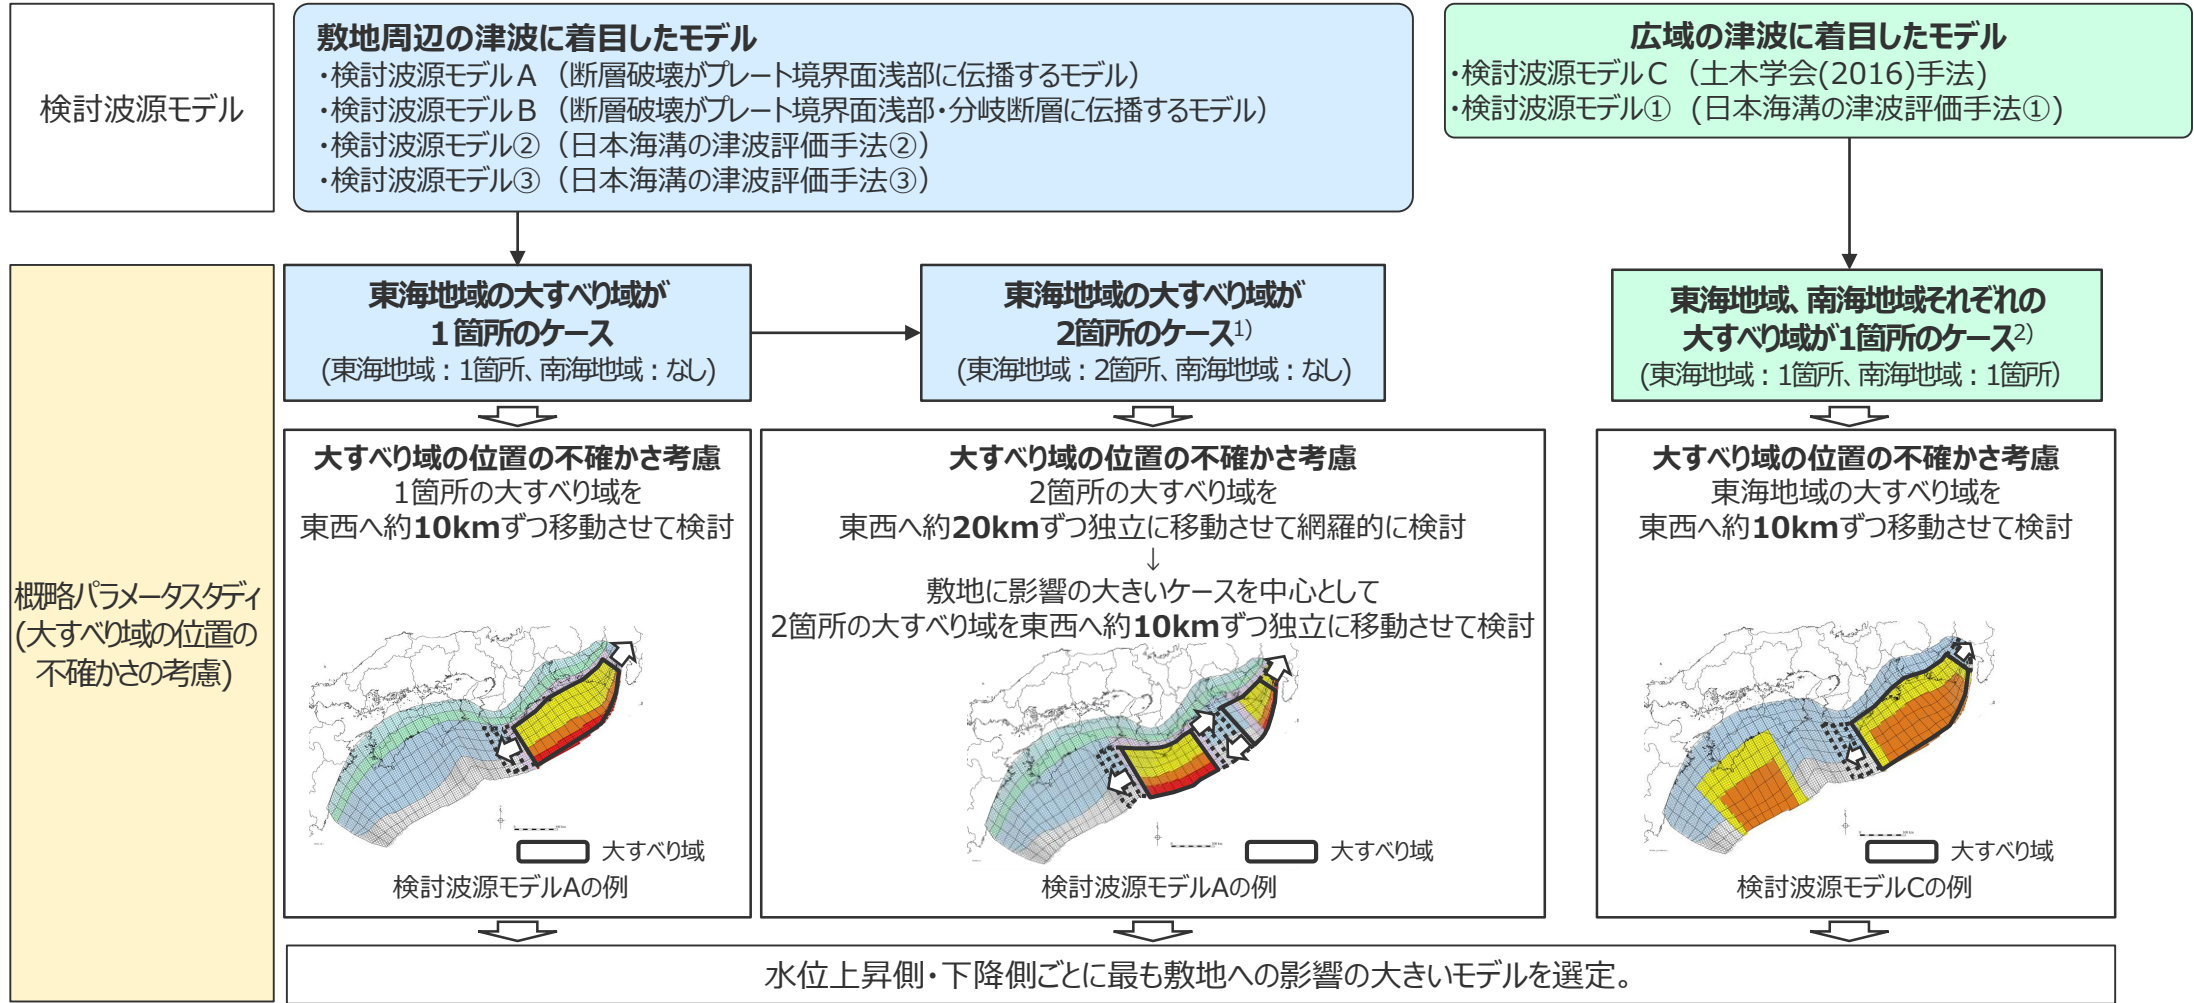 検討波源モデル
敷地周辺の津波に着目したモデル
・検討波源モデルA （断層破壊がプレート境界面浅部に伝播するモデル）
・検討波源モデルB （断層破壊がプレート境界面浅部・分岐断層に伝播するモデル）
・検討波源モデル② （日本海溝の津波評価手法②）
・検討波源モデル③ （日本海溝の津波評価手法③）
広域の津波に着目したモデル
・検討波源モデルC （土木学会(2016)手法）
・検討波源モデル① (日本海溝の津波評価手法①)
概略パラメータスタディ
(大すべり域の位置の
不確かさの考慮)
東海地域の大すべり域が
1箇所のケース
(東海地域：1箇所、南海地域：なし)
東海地域の大すべり域が
2箇所のケース1)
(東海地域：2箇所、南海地域：なし)
東海地域、南海地域それぞれの
大すべり域が1箇所のケース2)
(東海地域：1箇所、南海地域：1箇所)
大すべり域の位置の不確かさ考慮
1箇所の大すべり域を
東西へ約10kmずつ移動させて検討
大すべり域
検討波源モデルAの例
大すべり域の位置の不確かさ考慮
2箇所の大すべり域を
東西へ約20kmずつ独立に移動させて網羅的に検討
↓
敷地に影響の大きいケースを中心として
2箇所の大すべり域を東西へ約10kmずつ独立に移動させて検討
大すべり域
検討波源モデルAの例
大すべり域の位置の不確かさ考慮
東海地域の大すべり域を
東西へ約10kmずつ移動させて検討
大すべり域
検討波源モデルCの例
水位上昇側・下降側ごとに最も敷地への影響の大きいモデルを選定。